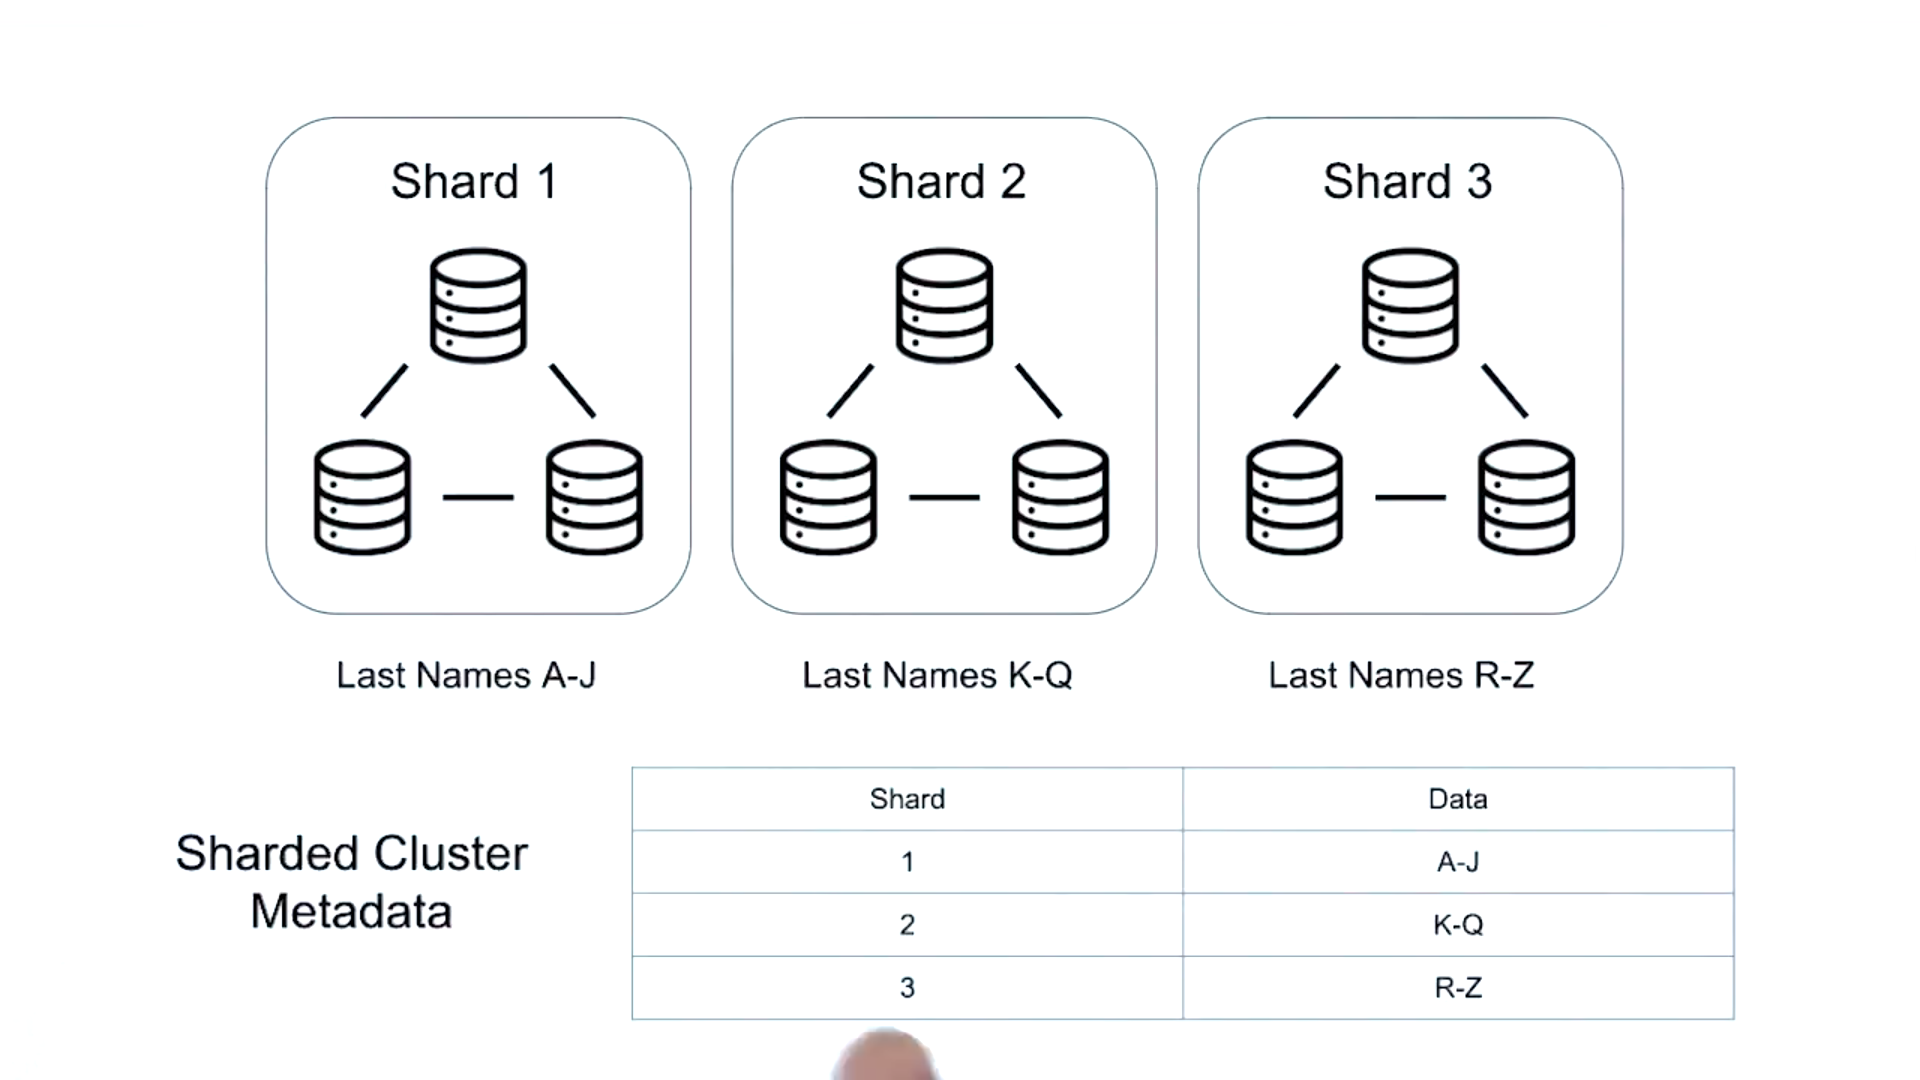 Shard 1
Shard 2
Shard 3
Last Names A-J
Last Names K-Q
Last Names R-Z
Sharded Cluster
Metadata
Shard Data
1 A-J
2 K-Q
3 R-Z